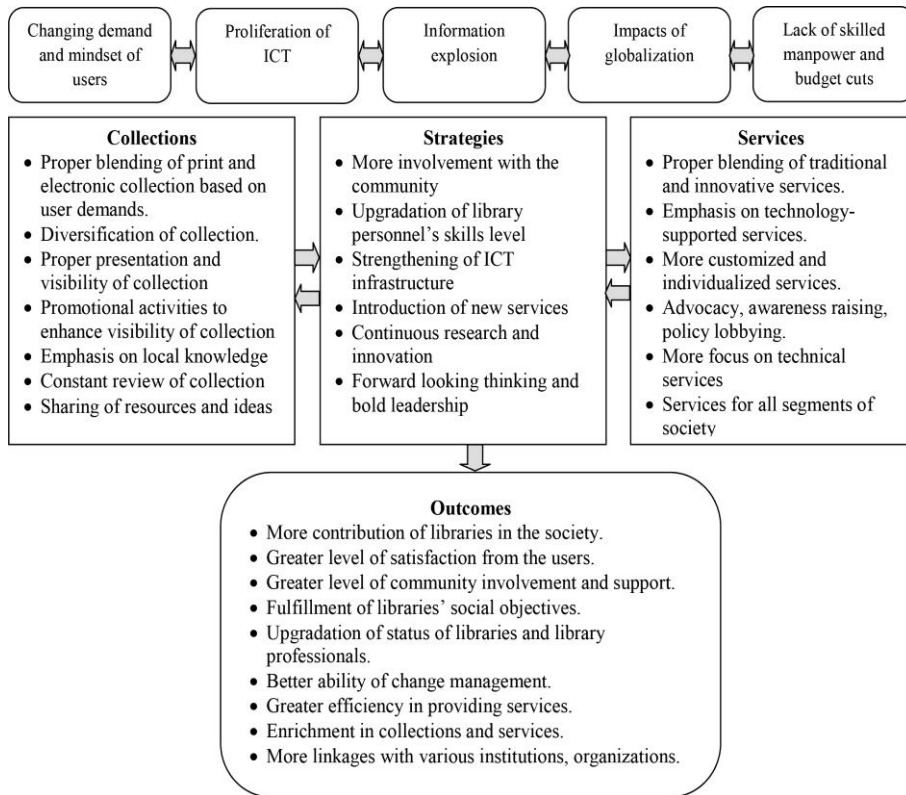 Changing demand
and mindset of
users
Proliferation of
ICT
Information
explosion
Impacts of
globalization
Lack of skilled
manpower and
budget cuts
Collections
• Proper blending of print and
electronic collection based on
user demands.
• Diversification of collection.
• Proper presentation and
visibility of collection
• Promotional activities to
enhance visibility of collection
• Emphasis on local knowledge
• Constant review of collection
• Sharing of resources and ideas
Strategies
• More involvement with the
community
• Upgradation of library
personnel's skills level
• Strengthening of ICT
infrastructure
• Introduction of new services
• Continuous research and
innovation
• Forward looking thinking and
bold leadership
Services
• Proper blending of traditional
and innovative services.
• Emphasis on technology-
supported services.
• More customized and
individualized services.
• Advocacy, awareness raising,
policy lobbying.
• More focus on technical
services
• Services for all segments of
society
Outcomes
• More contribution of libraries in the society.
• Greater level of satisfaction from the users.
• Greater level of community involvement and support.
• Fulfillment of libraries' social objectives.
• Upgradation of status of libraries and library
professionals.
• Better ability of change management.
• Greater efficiency in providing services.
• Enrichment in collections and services.
• More linkages with various institutions, organizations.